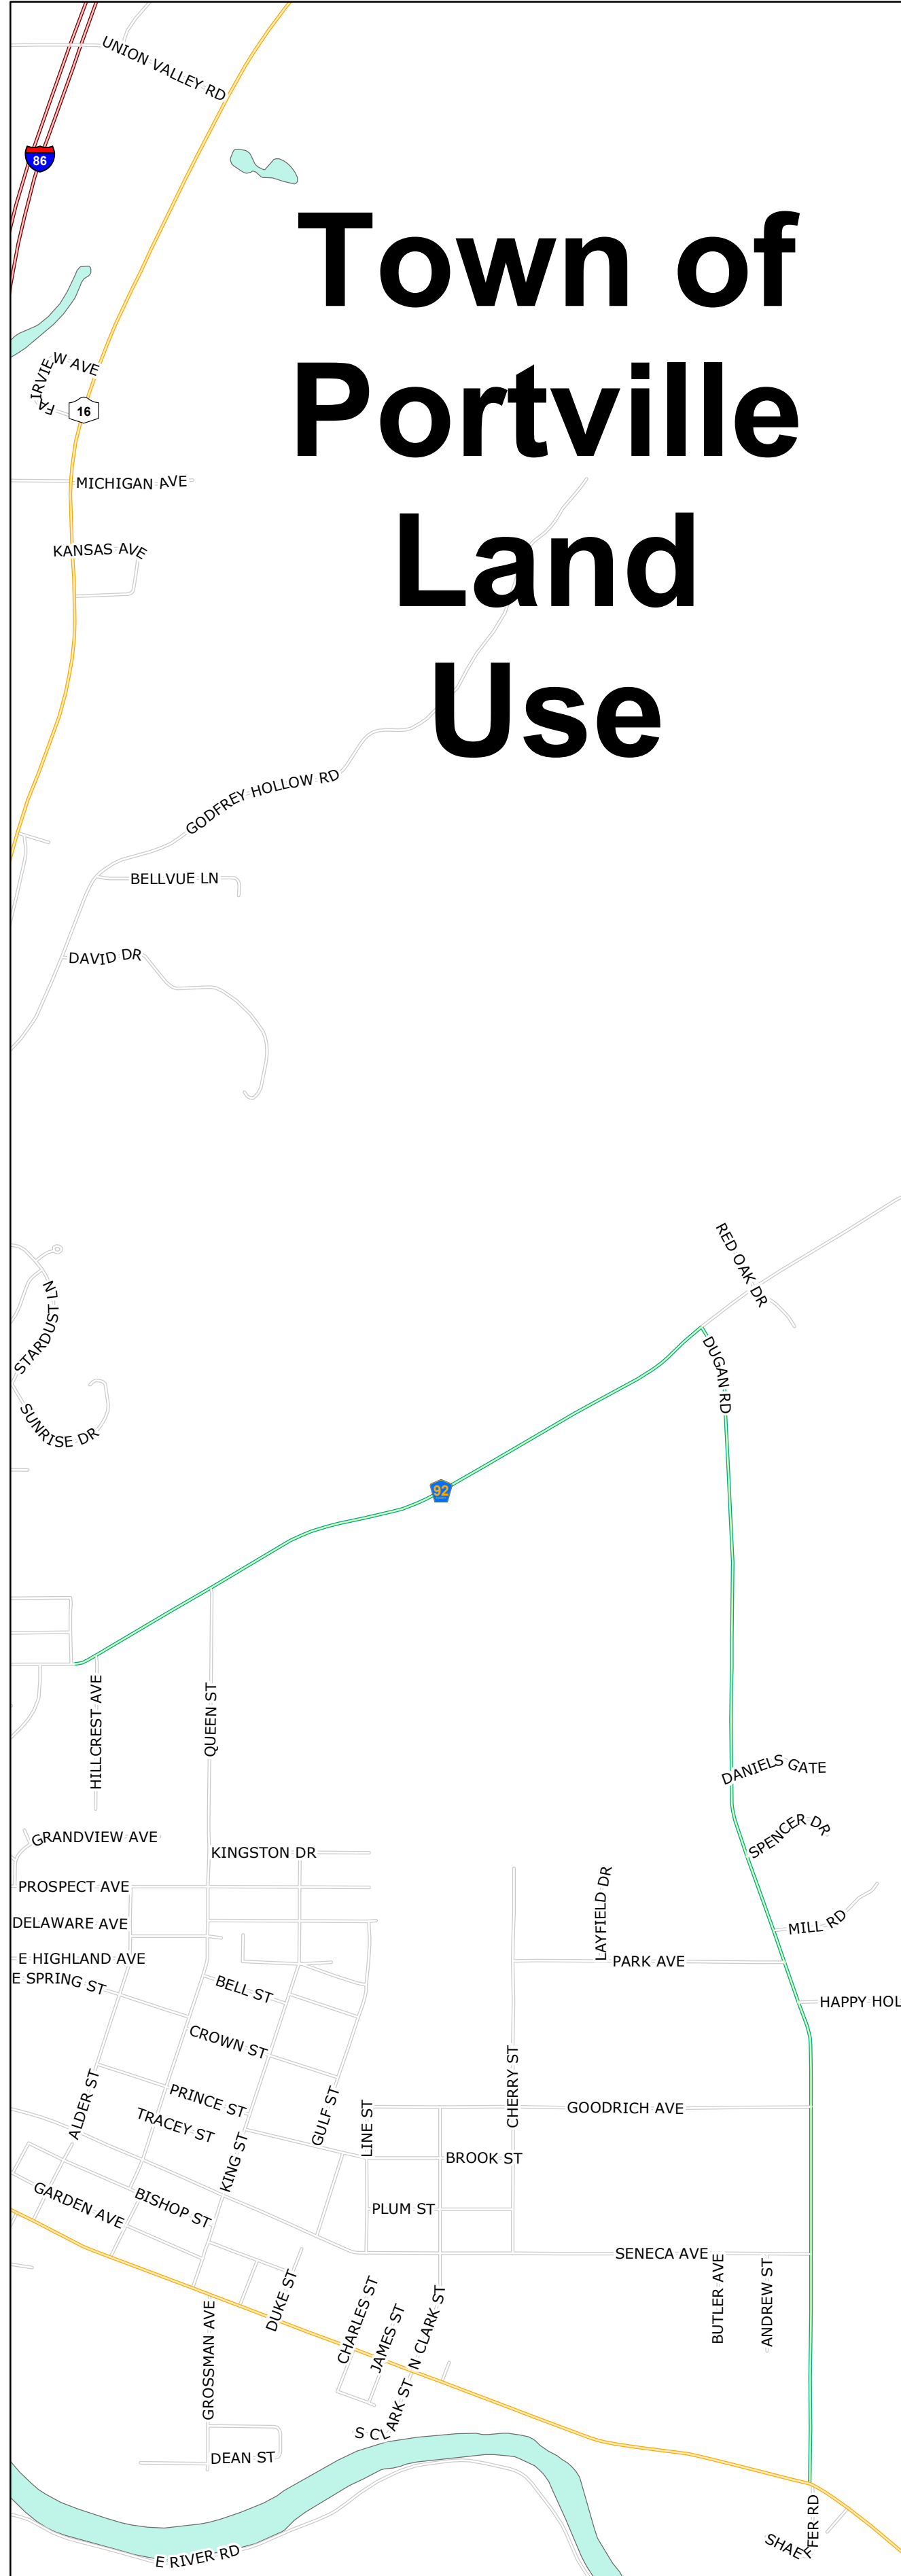 UNION VALLEY RD
86
Town of
Portville
Land
Use
FAIRVIEW AVE
16
MICHIGAN AVE
KANSAS AVE
GODFREY HOLLOW RD
BELLVUE LN
DAVID DR
RED OAK DR
STARDUST LN
DUGAN RD
SUNRISE DR
92
HILLCREST AVE
QUEEN ST
DANIELS GATE
SPENCER DR
GRANDVIEW AVE
KINGSTON DR
PROSPECT AVE
LAYFIELD DR
DELAWARE AVE
MILL RD
E HIGHLAND AVE
PARK AVE
E SPRING ST
BELL ST
HAPPY HOL
CROWN ST
CHERRY ST
ALDER ST
PRINCE ST
GULF ST
LINE ST
GOODRICH AVE
TRACEY ST
KING ST
BROOK ST
GARDEN AVE
BISHOP ST
PLUM ST
SENECA AVE
BUTLER AVE
ANDREW ST
DUKE ST
CHARLES ST
JAMES ST
N CLARK ST
GROSSMAN AVE
S CLARK ST
DEAN ST
SHAFFER RD
E RIVER RD